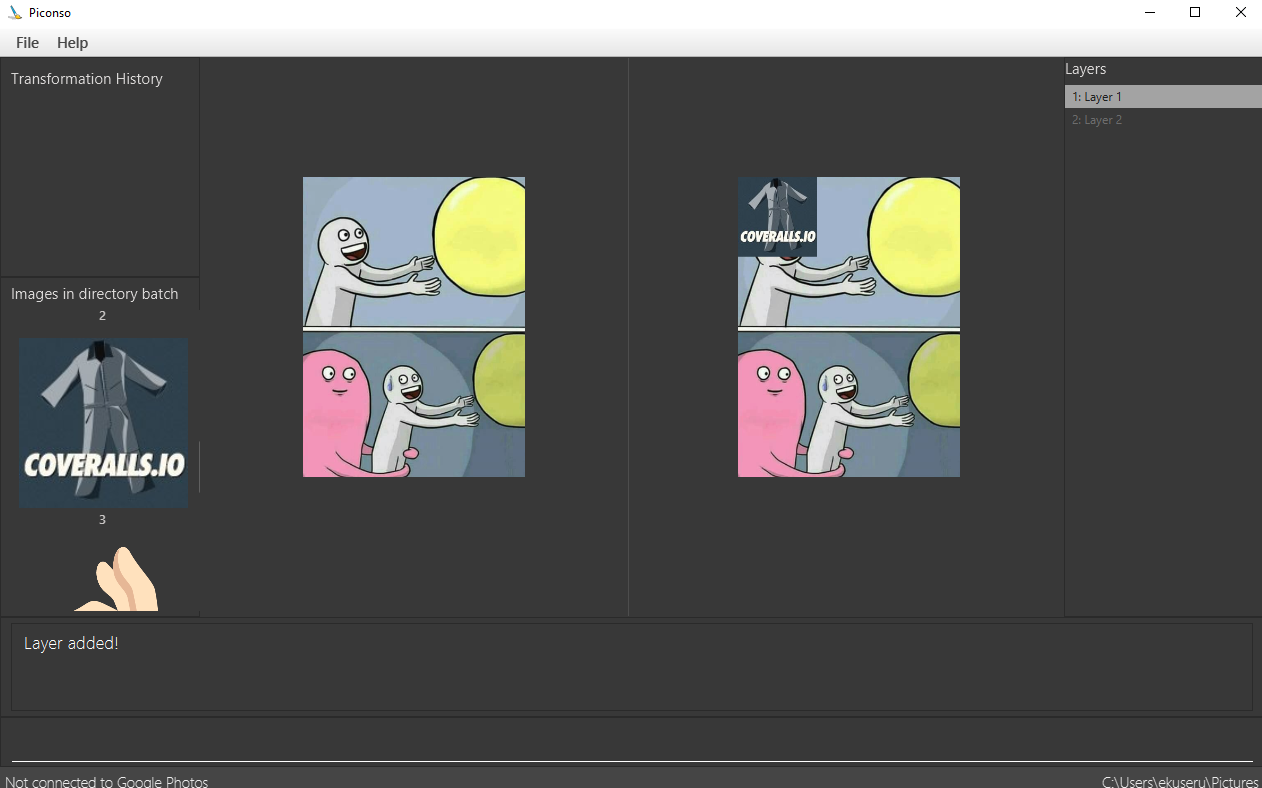 Piconso
File Help
Transformation History
Images in directory batch
2
COVERALLS.IO
3
COVERALLS.IO
Layers
1: Layer 1
2: Layer 2
Layer added!
Not connected to Google Photos
C:\Users\ekuseru\Pictures